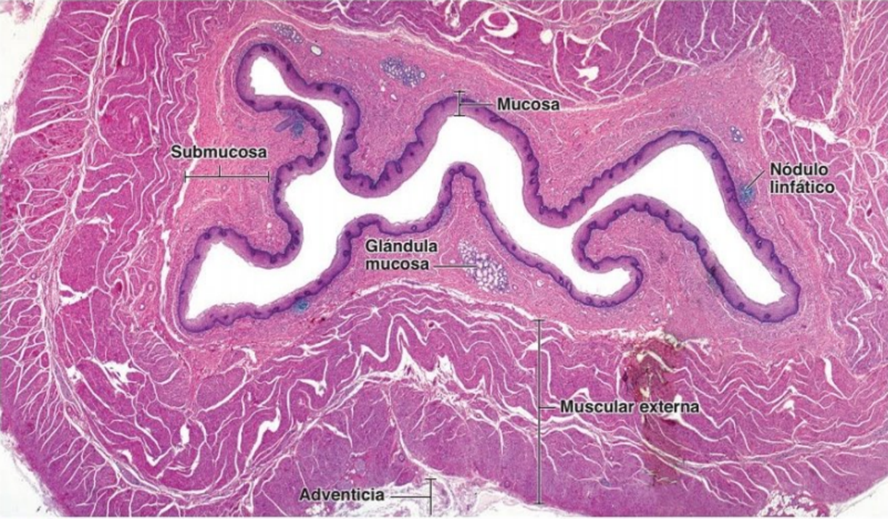 Mucosa
Submucosa
Nódulo
linfático
Glándula
mucosa
Muscular externa
Adventicia